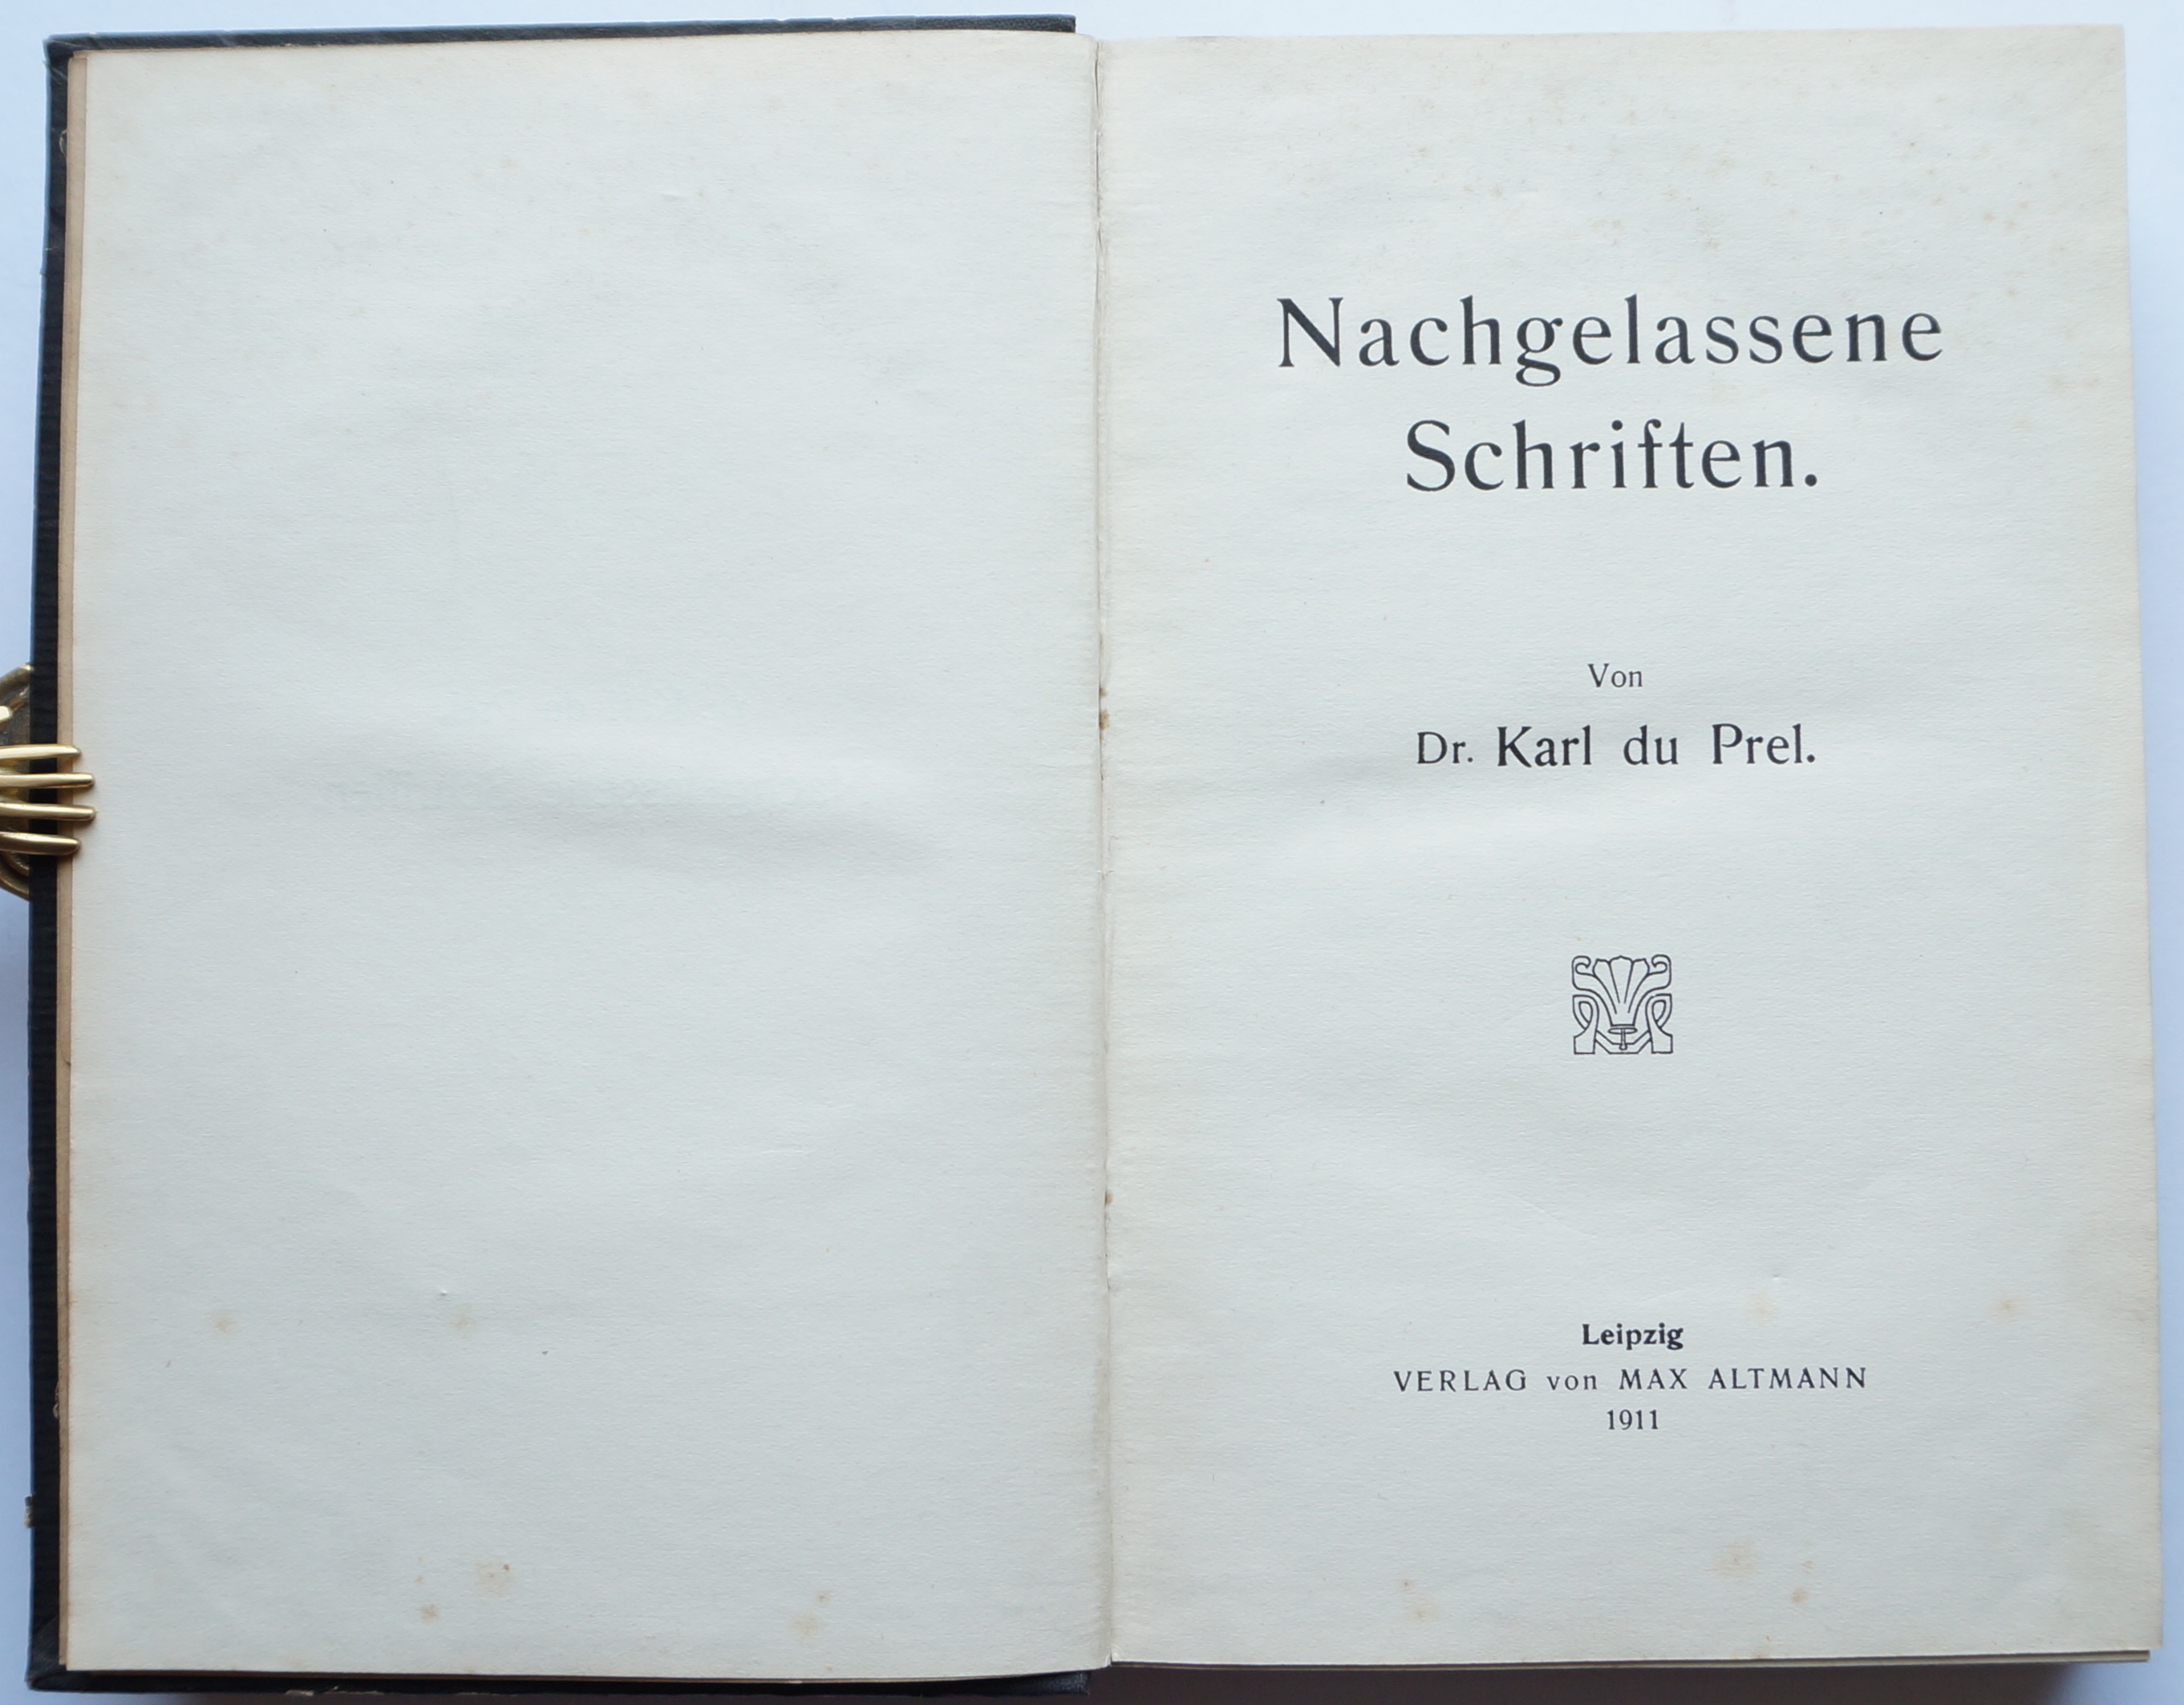 Nachgelassene
Schriften.
Von
Dr. Karl du Prel.
Leipzig
VERLAG von MAX ALTMANN
1911